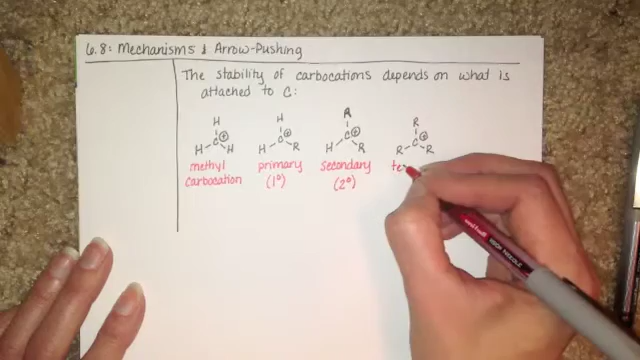 6.8: Mechanisms & Arrow-Pushing
The stability of carbocations depends on what is
attached to C:
H H R R
C⊕ C⊕ C⊕ C⊕
H H H R H R R R
methyl primary secondary ter
carbocation (1°) (2°)